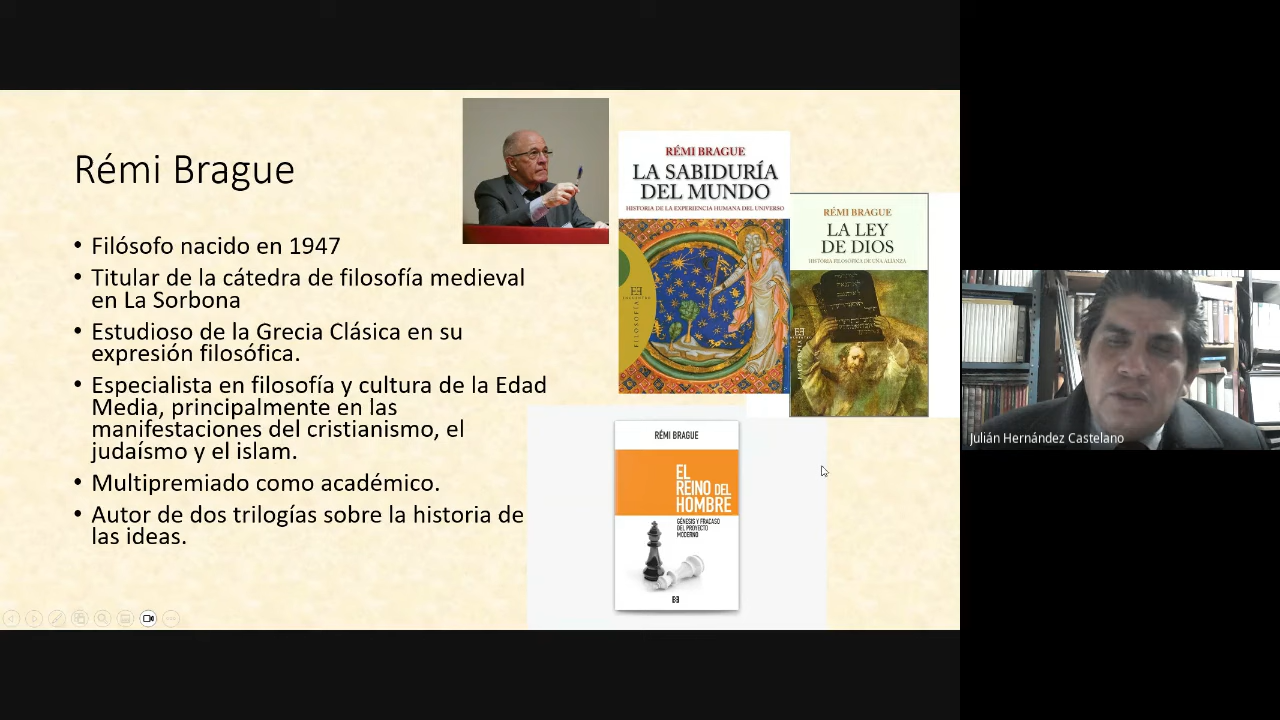 Rémi Brague
• Filósofo nacido en 1947
• Titular de la cátedra de filosofía medieval
en La Sorbona
• Estudioso de la Grecia Clásica en su
expresión filosófica.
• Especialista en filosofía y cultura de la Edad
Media, principalmente en las
manifestaciones del cristianismo, el
judaísmo y el islam.
• Multipremiado como académico.
• Autor de dos trilogías sobre la historia de
las ideas.
RÉMI BRAGUE
LA SABIDURÍA
DEL MUNDO
HISTORIA DE LA EXPERIENCIA HUMANA DEL UNIVERSO
ENCUENTRO
FILOSOFÍA
RÉMI BRAGUE
LA LEY
DE DIOS
HISTORIA FILOSÓFICA DE UNA ALIANZA
RÉMI BRAGUE
EL
REINO DEL
HOMBRE
GÉNESIS Y FRACASO
DEL PROYECTO
MODERNO
Julián Hernández Castelano